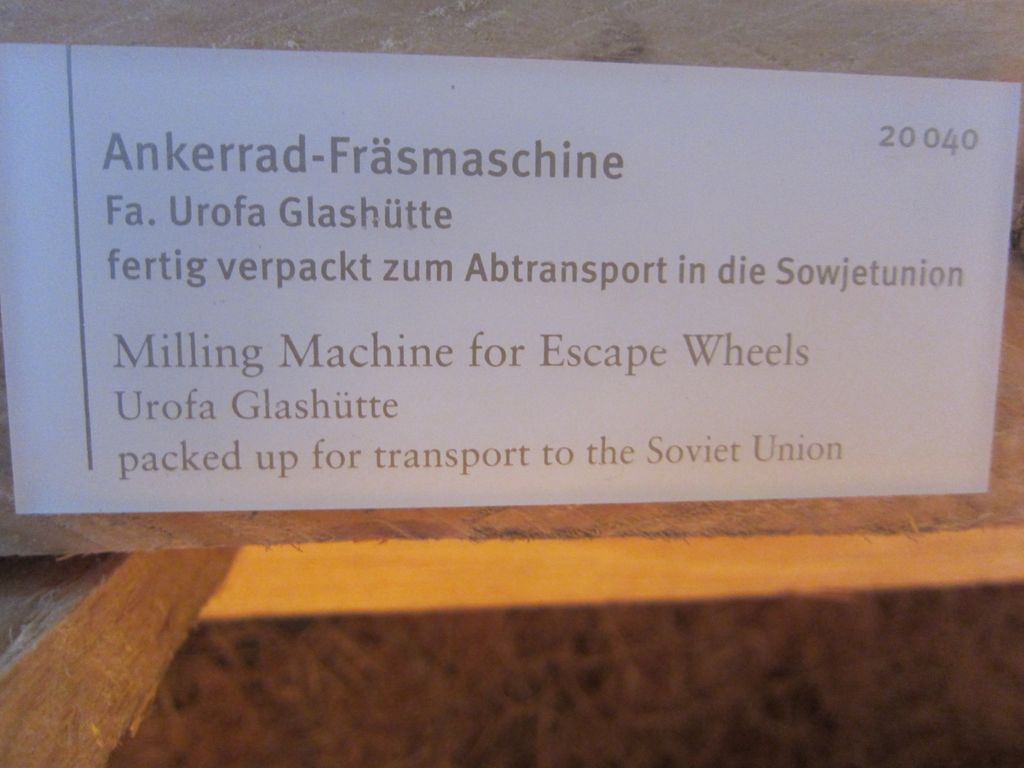 20 040
Ankerrad-Fräsmaschine
Fa. Urofa Glashütte
fertig verpackt zum Abtransport in die Sowjetunion
Milling Machine for Escape Wheels
Urofa Glashütte
packed up for transport to the Soviet Union